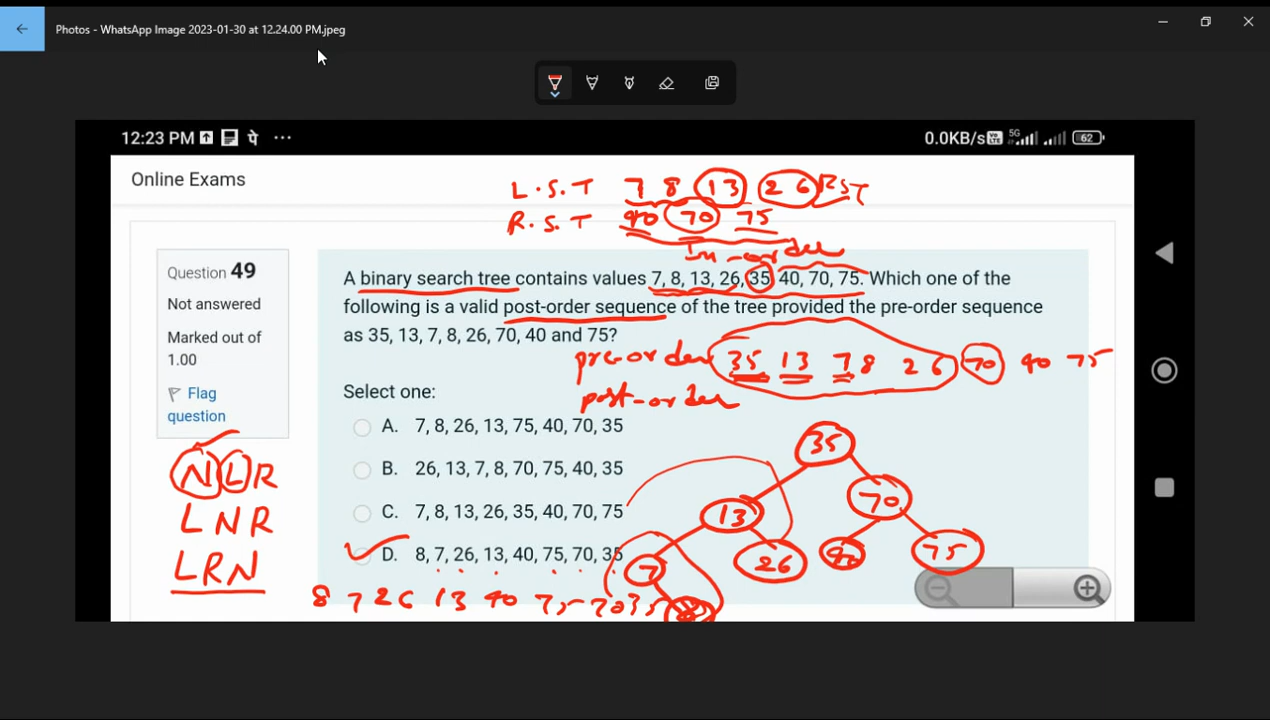 Photos - WhatsApp Image 2023-01-30 at 12.24.00 PM.jpeg
12:23 PM पे ...
0.0KB/s 5G 62
Online Exams
L.S.T 7 8 13 26 RST
R.S.T 40 70 75
In-order
Question 49
Not answered
Marked out of
1.00
Flag
question
A binary search tree contains values 7, 8, 13, 26, 35, 40, 70, 75. Which one of the
following is a valid post-order sequence of the tree provided the pre-order sequence
as 35, 13, 7, 8, 26, 70, 40 and 75?
pre-order 35 13 7 8 26 70 40 75
post-order
Select one:
A. 7, 8, 26, 13, 75, 40, 70, 35
B. 26, 13, 7, 8, 70, 75, 40, 35
C. 7, 8, 13, 26, 35, 40, 70, 75
D. 8, 7, 26, 13, 40, 75, 70, 35
8 7 26 13 40 75 70 35
NLR
LNR
LRN
35
13
70
7
26
40
75
8